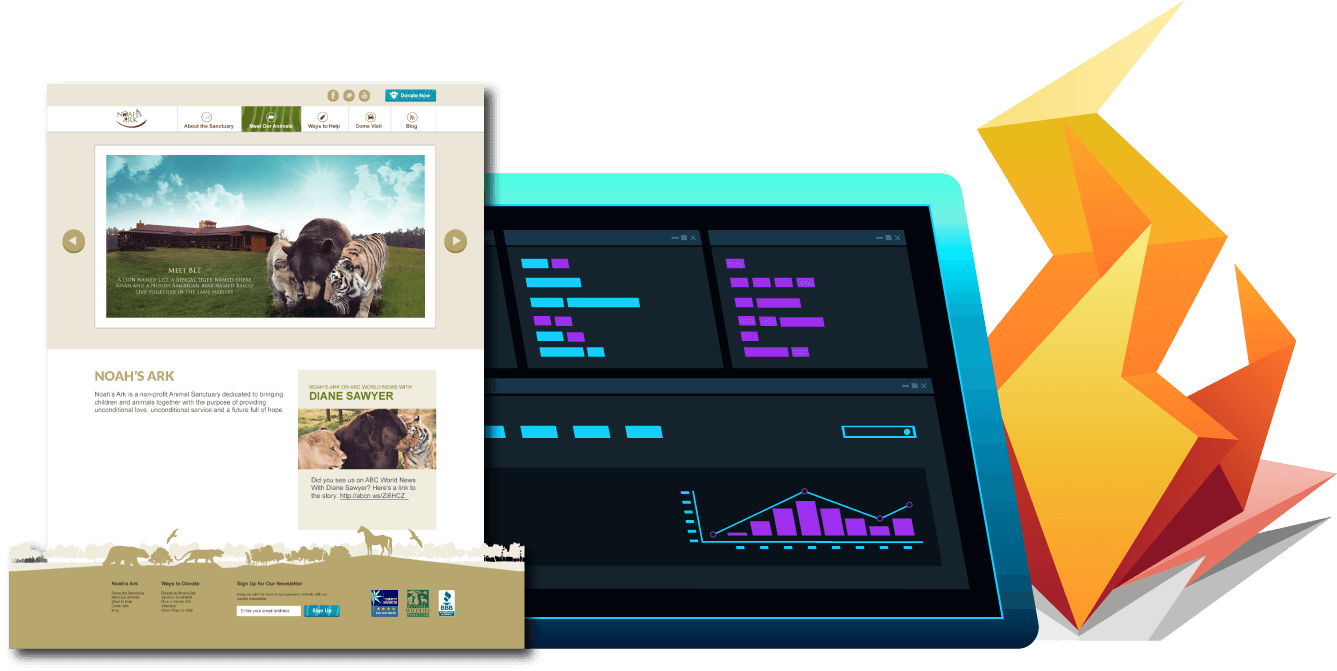 Donate Now
NOAH'S
ARK
About the Sanctuary
Meet Our Animals
Ways to Help
Come Visit
Blog
MEET BLT
A LION NAMED LEO, A BENGAL TIGER NAMED SHERE
KHAN AND A NORTH AMERICAN BEAR NAMED BALOO
LIVE TOGETHER IN THE SAME HABITAT
NOAH'S ARK
Noah's Ark is a non-profit Animal Sanctuary dedicated to bringing
children and animals together with the purpose of providing
unconditional love, unconditional service and a future full of hope
NOAH'S ARK ON ABC WORLD NEWS WITH
DIANE SAWYER
Did you see us on ABC World News
With Diane Sawyer? Here's a link to
the story: http://abcn.ws/Zi6HCZ
Noah's Ark
About the Sanctuary
Meet our Animals
Ways to Help
Come Visit
Blog
Ways to Donate
Donate to Noah's Ark
Volunteer
Other Ways to Help
Sign Up for Our Newsletter
Enter your email address
Sign Up
BBB